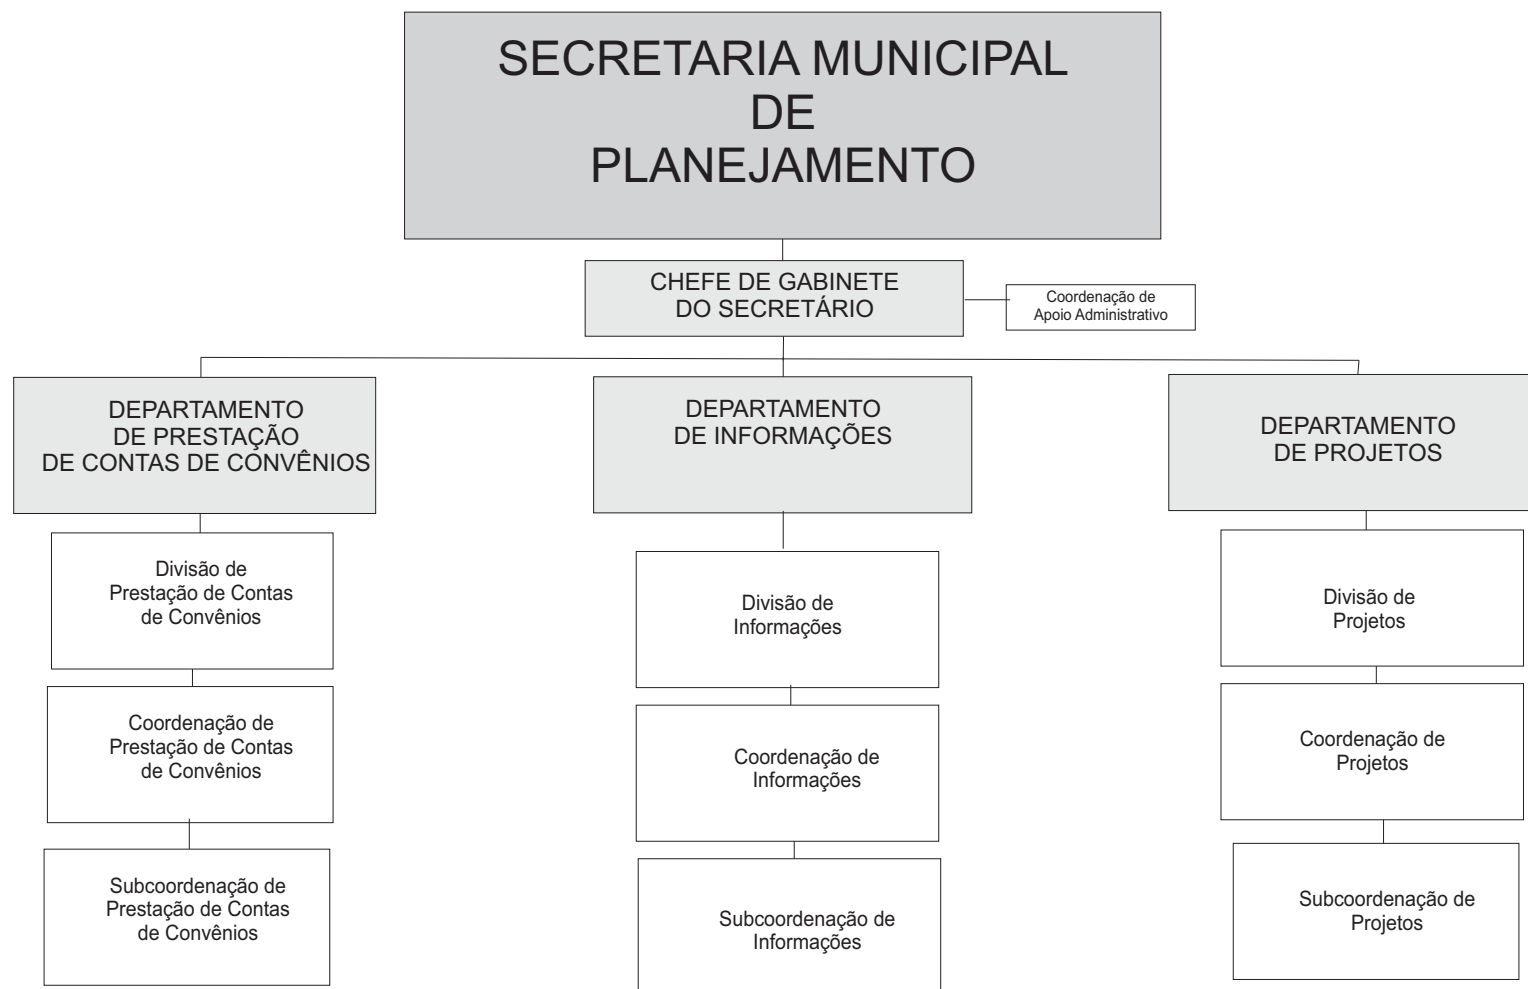 SECRETARIA MUNICIPAL
DE
PLANEJAMENTO
CHEFE DE GABINETE
DO SECRETÁRIO
Coordenação de
Apoio Administrativo
DEPARTAMENTO
DE PRESTAÇÃO
DE CONTAS DE CONVÊNIOS
DEPARTAMENTO
DE INFORMAÇÕES
DEPARTAMENTO
DE PROJETOS
Divisão de
Prestação de Contas
de Convênios
Divisão de
Informações
Divisão de
Projetos
Coordenação de
Prestação de Contas
de Convênios
Coordenação de
Informações
Coordenação de
Projetos
Subcoordenação de
Prestação de Contas
de Convênios
Subcoordenação de
Informações
Subcoordenação de
Projetos